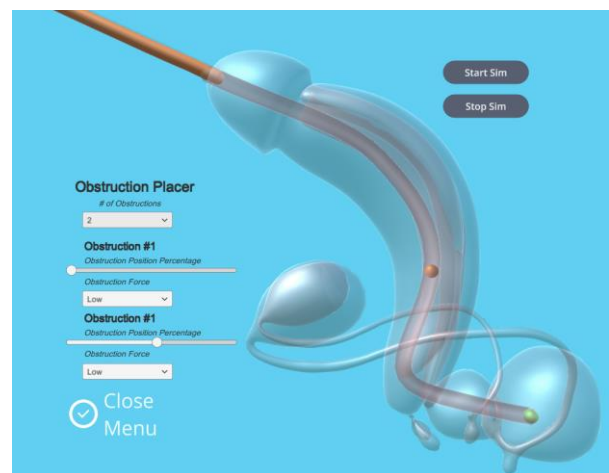 Start Sim
Stop Sim
Obstruction Placer
# of Obstructions
2
Obstruction #1
Obstruction Position Percentage
Obstruction Force
Low
Obstruction #1
Obstruction Position Percentage
Obstruction Force
Low
Close
Menu